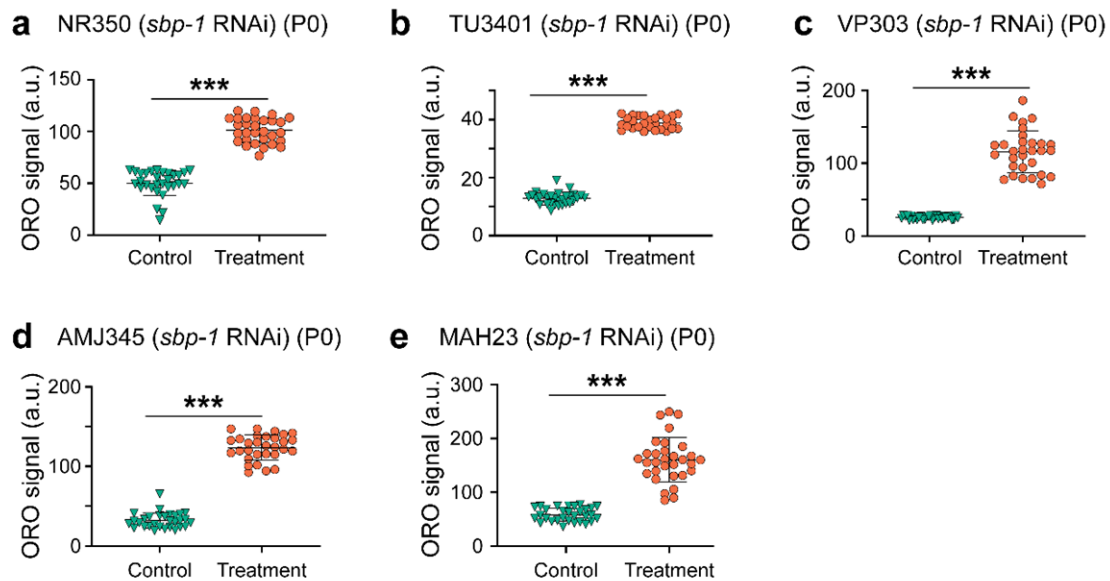 a NR350 (sbp-1 RNAi) (P0)
ORO signal (a.u.)
150
100
50
0
***
Control Treatment
b TU3401 (sbp-1 RNAi) (P0)
ORO signal (a.u.)
40
20
0
***
Control Treatment
c VP303 (sbp-1 RNAi) (P0)
ORO signal (a.u.)
200
100
0
***
Control Treatment
d AMJ345 (sbp-1 RNAi) (P0)
ORO signal (a.u.)
200
100
0
***
Control Treatment
e MAH23 (sbp-1 RNAi) (P0)
ORO signal (a.u.)
300
200
100
0
***
Control Treatment